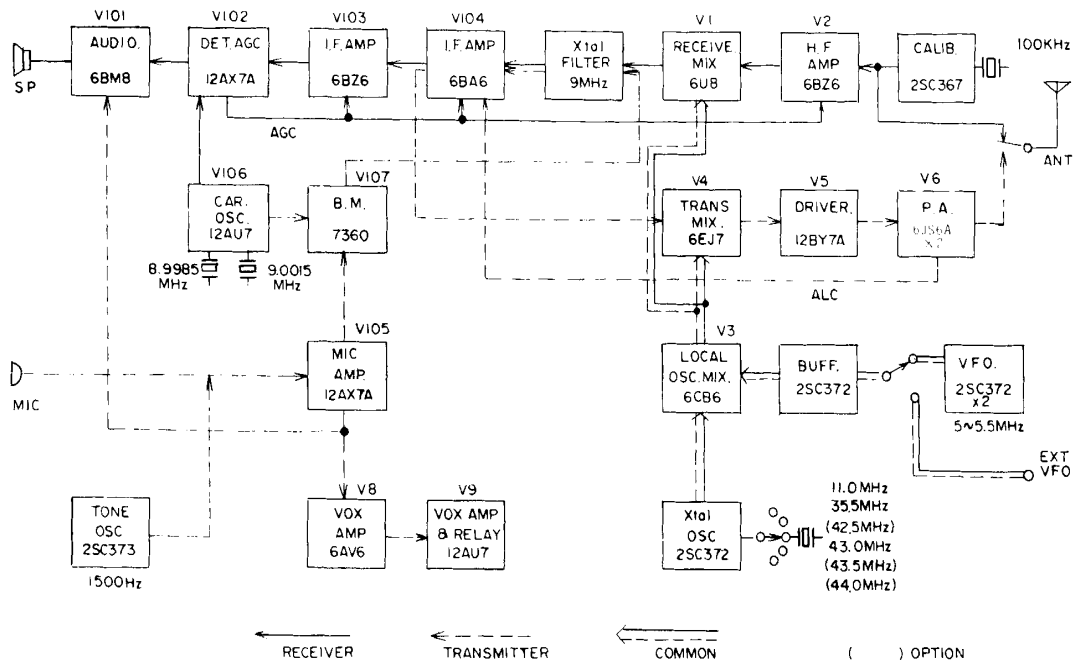 V101
AUDIO.
6BM8
SP
V102
DET.AGC
12AX7A
V103
I.F. AMP
6BZ6
V104
I.F. AMP
6BA6
Xtal
FILTER
9MHz
V1
RECEIVE.
MIX
6U8
V2
H.F
AMP
6BZ6
CALIB.
2SC367
100KHz
ANT
AGC
V106
CAR.
OSC.
12AU7
8.9985
MHz
9.0015
MHz
V107
B.M.
7360
V4
TRANS
MIX.
6EJ7
V5
DRIVER.
12BY7A
V6
P.A.
6JS6A
x2
ALC
V105
MIC
AMP.
12AX7A
MIC
V3
LOCAL
OSC.MIX.
6CB6
BUFF.
2SC372
VFO.
2SC372
x2
5~5.5MHz
EXT
VFO
TONE
OSC
2SC373
1500Hz
V8
VOX
AMP
6AV6
V9
VOX AMP
& RELAY
12AU7
Xtal
OSC
2SC372
11.0MHz
35.5MHz
(42.5MHz)
43.0MHz
(43.5MHz)
(44.0MHz)
RECEIVER
TRANSMITTER
COMMON
( ) OPTION